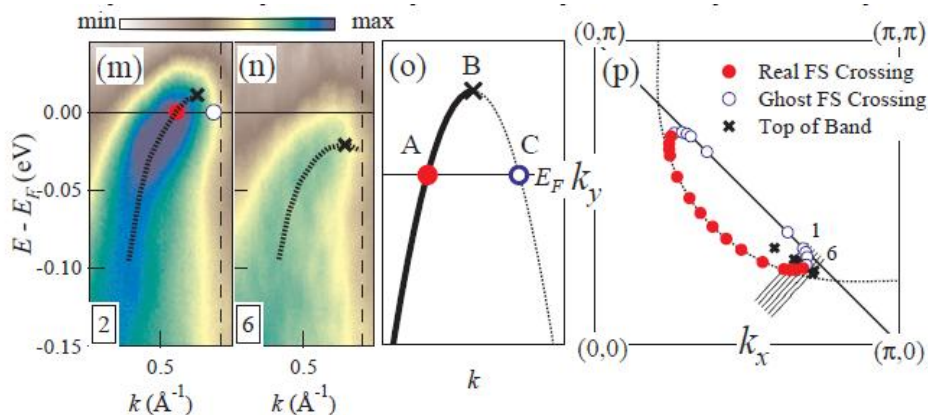 min max
(m)
(n)
(o)
(p)
(0,π)
(π,π)
Real FS Crossing
Ghost FS Crossing
Top of Band
B
A
C
E_F
k_y
1
6
E - E_F (eV)
0.00
-0.05
-0.10
-0.15
2
6
0.5
0.5
k (Å⁻¹)
k (Å⁻¹)
k
(0,0)
k_x
(π,0)